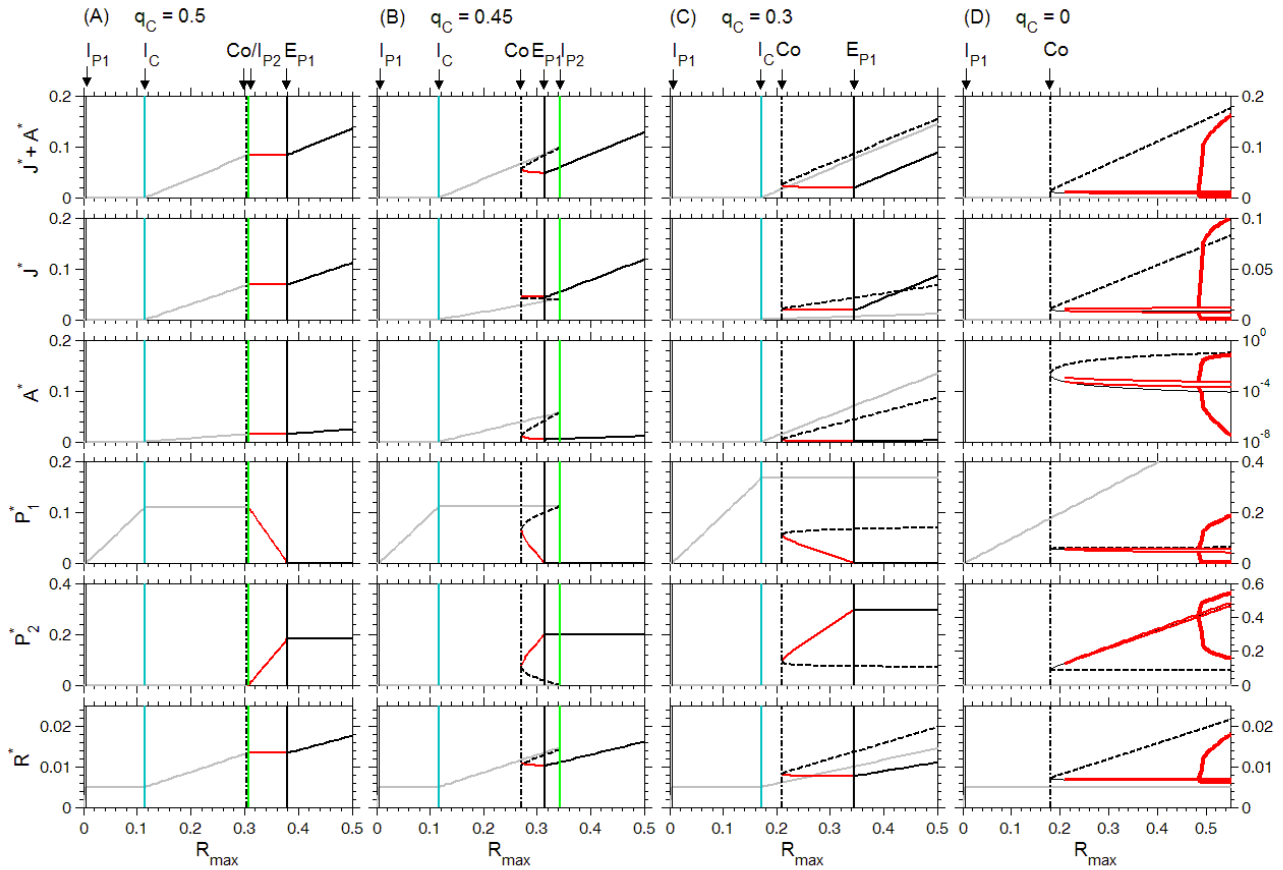 (A) q_C = 0.5 (B) q_C = 0.45 (C) q_C = 0.3 (D) q_C = 0
I_P1 I_C Co/I_P2 E_P1 I_P1 I_C Co E_P1 I_P2 I_P1 I_C Co E_P1 I_P1 Co
J* + A*
0.2 0.1 0
0.2 0.1 0
J*
0.2 0.1 0
0.1 0.05 0
A*
0.2 0.1 0
10^0 10^-4 10^-8
P*_1
0.2 0.1 0
0.4 0.2 0
P*_2
0.4 0.2 0
0.6 0.4 0.2 0
R*
0.02 0.01 0
0.02 0.01 0
0 0.1 0.2 0.3 0.4 0.5 0 0.1 0.2 0.3 0.4 0.5 0 0.1 0.2 0.3 0.4 0.5 0 0.1 0.2 0.3 0.4 0.5
R_max R_max R_max R_max